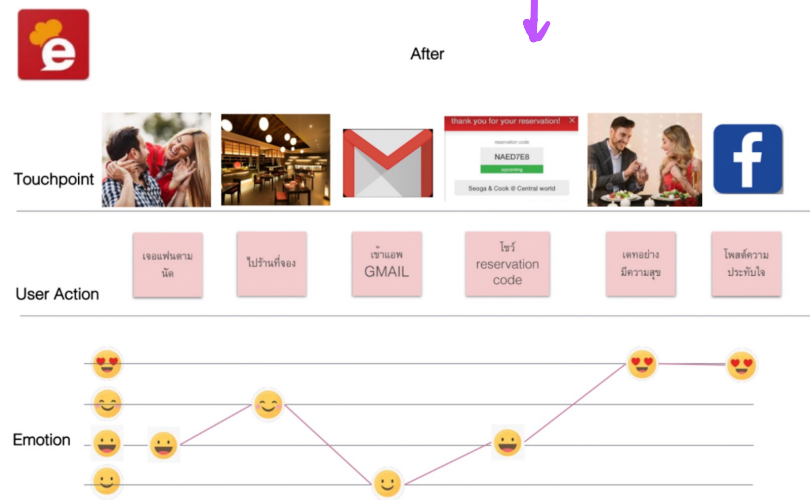 e
After
Touchpoint
thank you for your reservation!
reservation code
NAED7E8
upcoming
Seoga & Cook @ Central world
f
User Action
เจอแฟนตาม
นัด
ไปร้านที่จอง
เข้าแอพ
GMAIL
โชว์
reservation
code
เดทอย่าง
มีความสุข
โพสต์ความ
ประทับใจ
Emotion